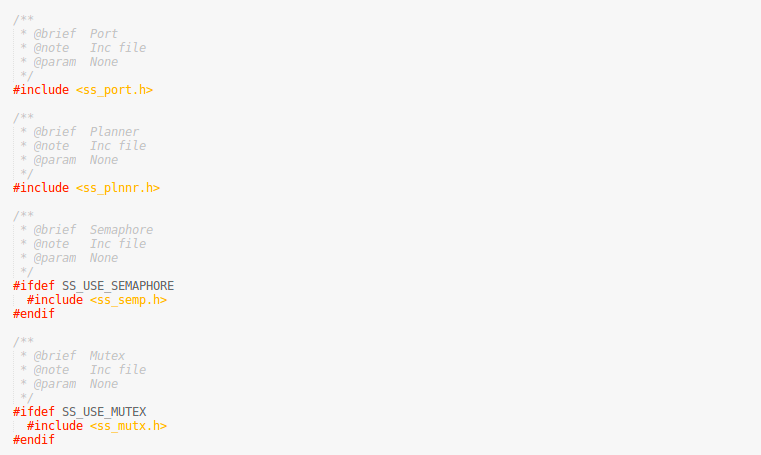 /**
 * @brief  Port
 * @note   Inc file
 * @param  None
 */
#include <ss_port.h>

/**
 * @brief  Planner
 * @note   Inc file
 * @param  None
 */
#include <ss_plnnr.h>

/**
 * @brief  Semaphore
 * @note   Inc file
 * @param  None
 */
#ifdef SS_USE_SEMAPHORE
  #include <ss_semp.h>
#endif

/**
 * @brief  Mutex
 * @note   Inc file
 * @param  None
 */
#ifdef SS_USE_MUTEX
  #include <ss_mutx.h>
#endif